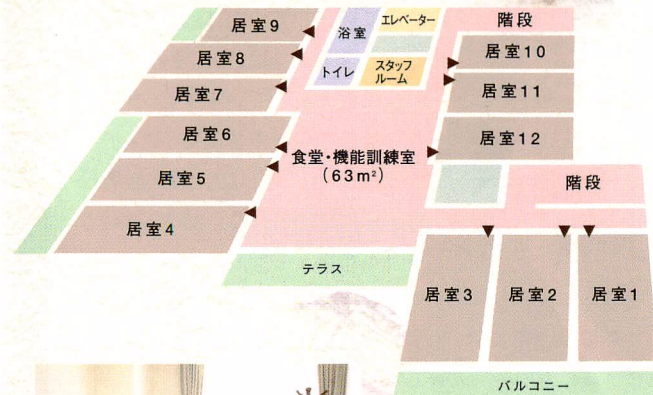 居室9
浴室
エレベーター
階段
居室8
居室10
トイレ
スタッフ
ルーム
居室7
居室11
居室6
居室12
食堂・機能訓練室
(63m²)
居室5
階段
居室4
テラス
居室3
居室2
居室1
バルコニー